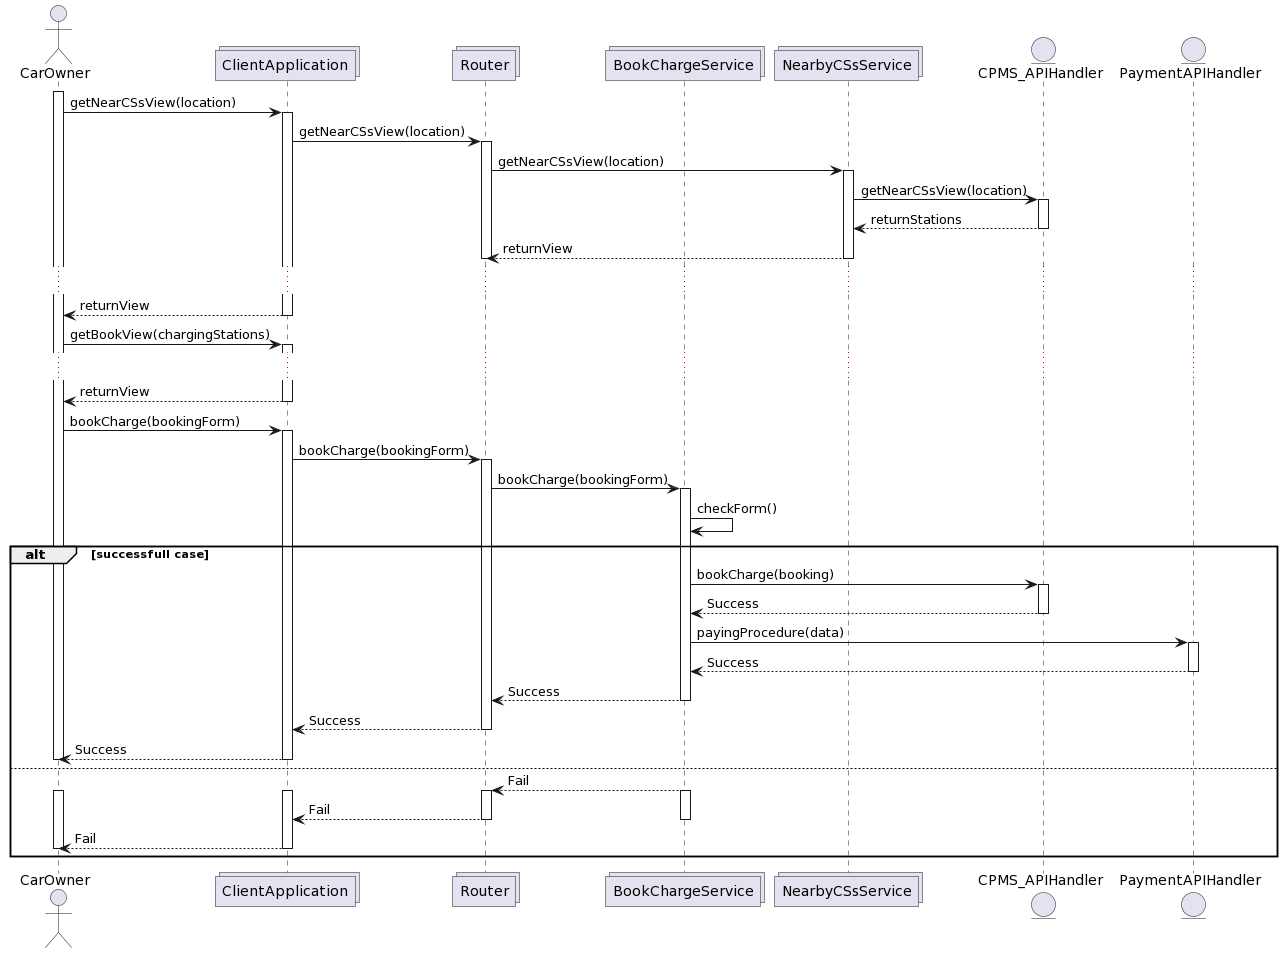 CarOwner
ClientApplication
Router
BookChargeService
NearbyCSsService
CPMS_APIHandler
PaymentAPIHandler
getNearCSsView(location)
getNearCSsView(location)
getNearCSsView(location)
getNearCSsView(location)
returnStations
returnView
returnView
getBookView(chargingStations)
returnView
bookCharge(bookingForm)
bookCharge(bookingForm)
bookCharge(bookingForm)
checkForm()
alt
[successfull case]
bookCharge(booking)
Success
payingProcedure(data)
Success
Success
Success
Success
Fail
Fail
Fail
CarOwner
ClientApplication
Router
BookChargeService
NearbyCSsService
CPMS_APIHandler
PaymentAPIHandler